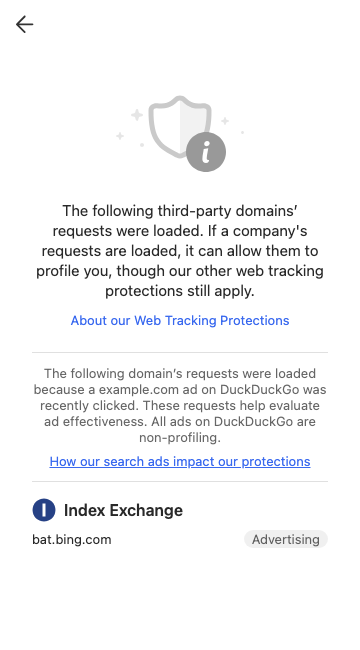 The following third-party domains’
requests were loaded. If a company's
requests are loaded, it can allow them to
profile you, though our other web tracking
protections still apply.
About our Web Tracking Protections
The following domain’s requests were loaded
because a example.com ad on DuckDuckGo was
recently clicked. These requests help evaluate
ad effectiveness. All ads on DuckDuckGo are
non-profiling.
How our search ads impact our protections
Index Exchange
bat.bing.com Advertising